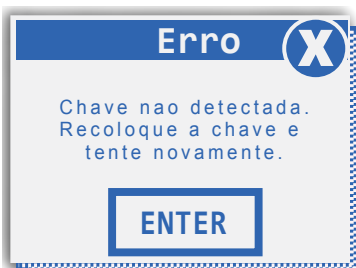 Erro
X
Chave nao detectada.
Recoloque a chave e
tente novamente.
ENTER